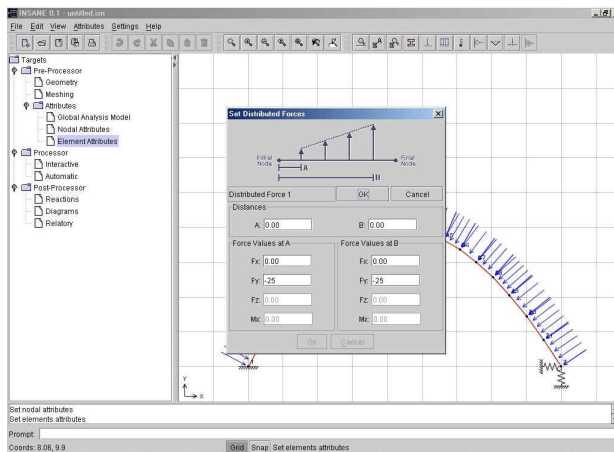 INSANE 0.1 - untitled.isn
File Edit View Attributes Settings Help
Targets
Pre-Processor
Geometry
Meshing
Attributes
Global Analysis Model
Nodal Attributes
Element Attributes
Processor
Interactive
Automatic
Post-Processor
Reactions
Diagrams
Relatory
Set Distributed Forces
Initial Node
Final Node
A
B
Distributed Force 1 OK Cancel
Distances
A: 0.00 B: 0.00
Force Values at A Force Values at B
Fx: 0.00 Fx: 0.00
Fy: -25 Fy: -25
Fz: 0.00 Fz: 0.00
Mx: 0.00 Mx: 0.00
OK Cancel
Y
X
Set nodal attributes
Set elements attributes
Prompt:
Coords: 8.06, 9.9 Grid Snap Set elements attributes